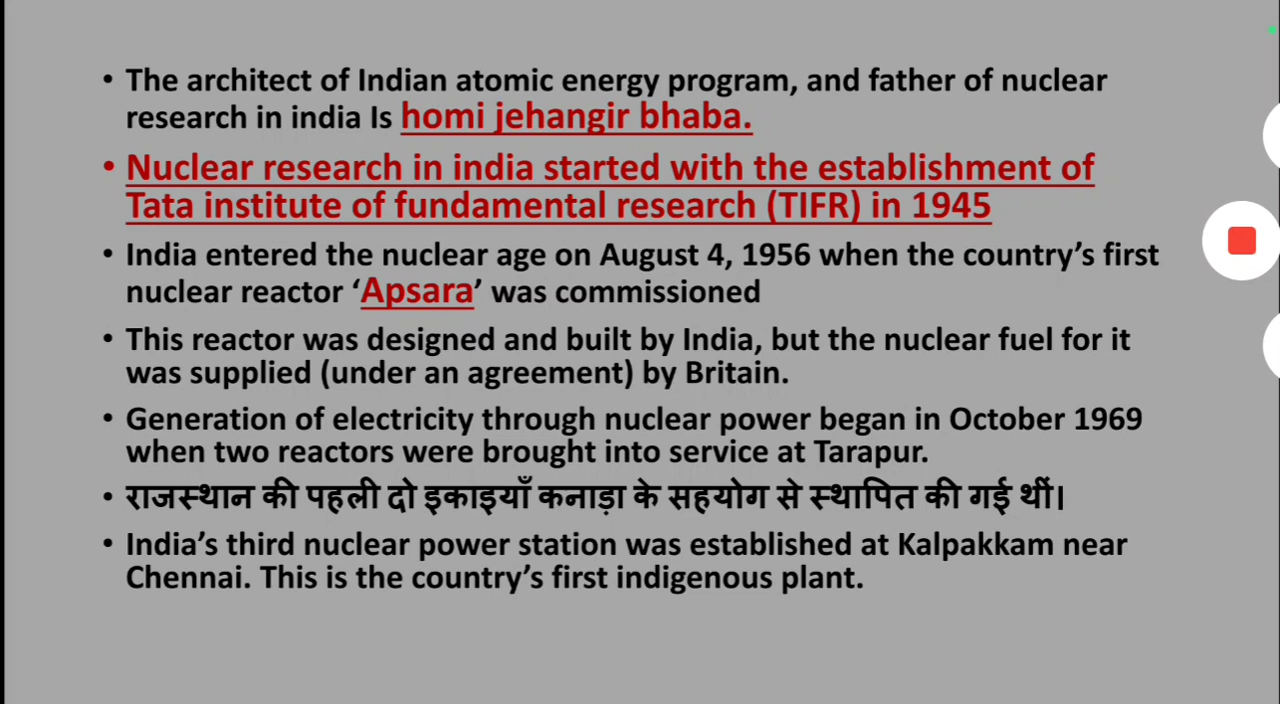 • The architect of Indian atomic energy program, and father of nuclear
research in india Is homi jehangir bhaba.
• Nuclear research in india started with the establishment of
Tata institute of fundamental research (TIFR) in 1945
• India entered the nuclear age on August 4, 1956 when the country’s first
nuclear reactor ‘Apsara’ was commissioned
• This reactor was designed and built by India, but the nuclear fuel for it
was supplied (under an agreement) by Britain.
• Generation of electricity through nuclear power began in October 1969
when two reactors were brought into service at Tarapur.
• राजस्थान की पहली दो इकाइयाँ कनाड़ा के सहयोग से स्थापित की गई थीं।
• India’s third nuclear power station was established at Kalpakkam near
Chennai. This is the country’s first indigenous plant.